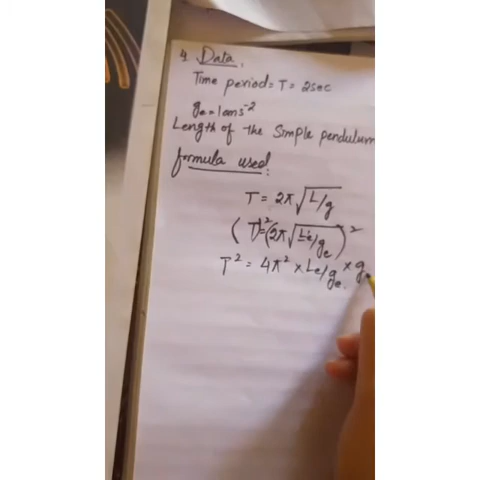 4. Data,
Time period = T = 2sec
gₑ = 10ms⁻²
Length of the simple pendulum
formula used:
T = 2π√L/g
(T)² = (2π√Lₑ/gₑ)²
T² = 4π² × Lₑ/gₑ × g